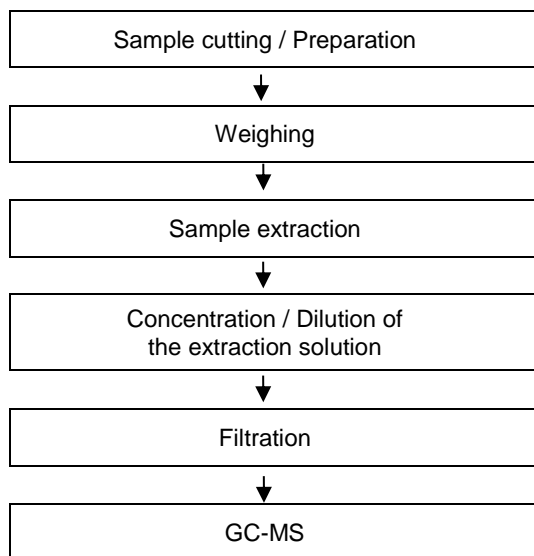 Sample cutting / Preparation
Weighing
Sample extraction
Concentration / Dilution of
the extraction solution
Filtration
GC-MS